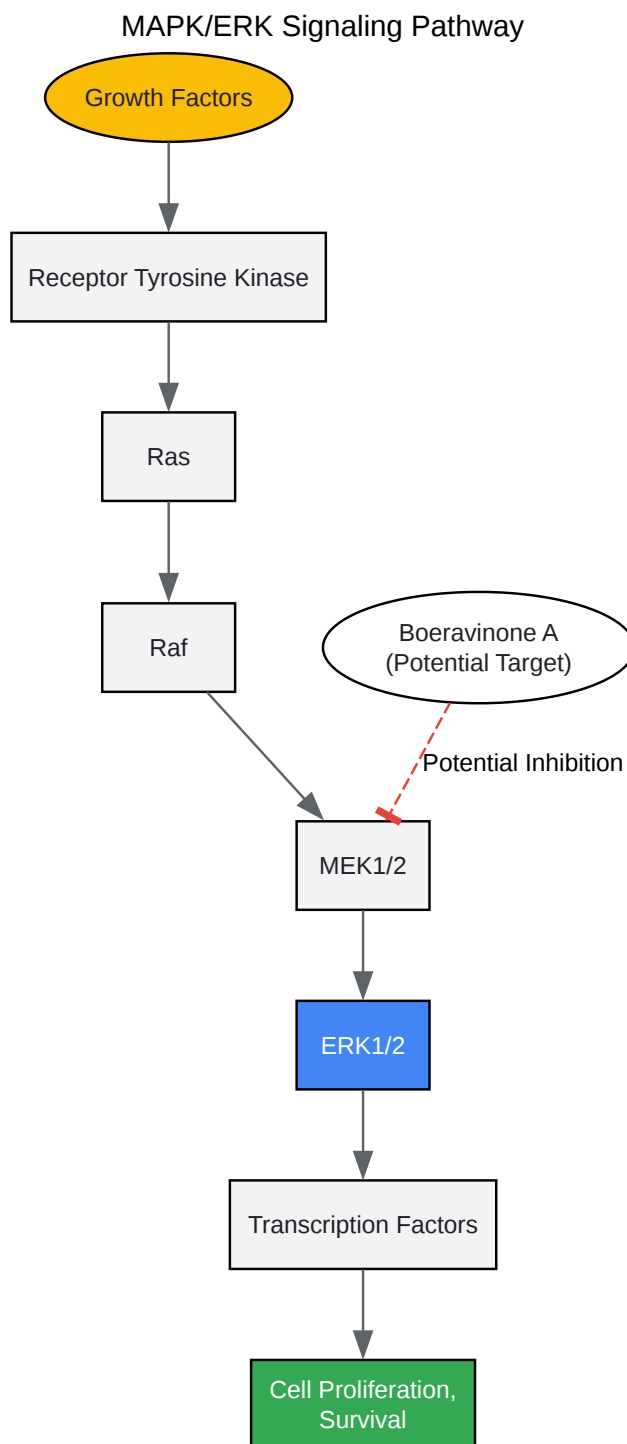 MAPK/ERK Signaling Pathway
Growth Factors
Receptor Tyrosine Kinase
Ras
Raf
Boeravinone A
(Potential Target)
Potential Inhibition
MEK1/2
ERK1/2
Transcription Factors
Cell Proliferation,
Survival